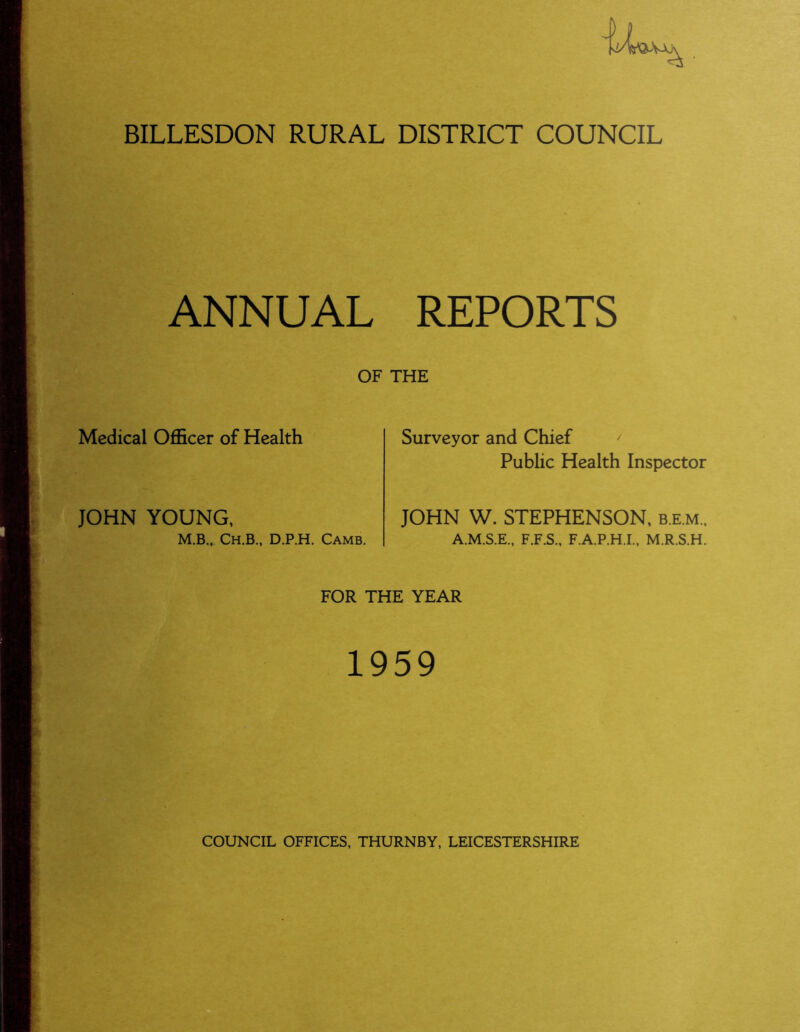 BILLESDON RURAL DISTRICT COUNCIL
ANNUAL REPORTS
OF THE
Medical Officer of Health
JOHN YOUNG,
M.B., CH.B., D.P.H. CAMB.
Surveyor and Chief
Public Health Inspector
JOHN W. STEPHENSON, B.E.M.,
A.M.S.E., F.F.S., F.A.P.H.I., M.R.S.H.
FOR THE YEAR
1959
COUNCIL OFFICES, THURNBY, LEICESTERSHIRE